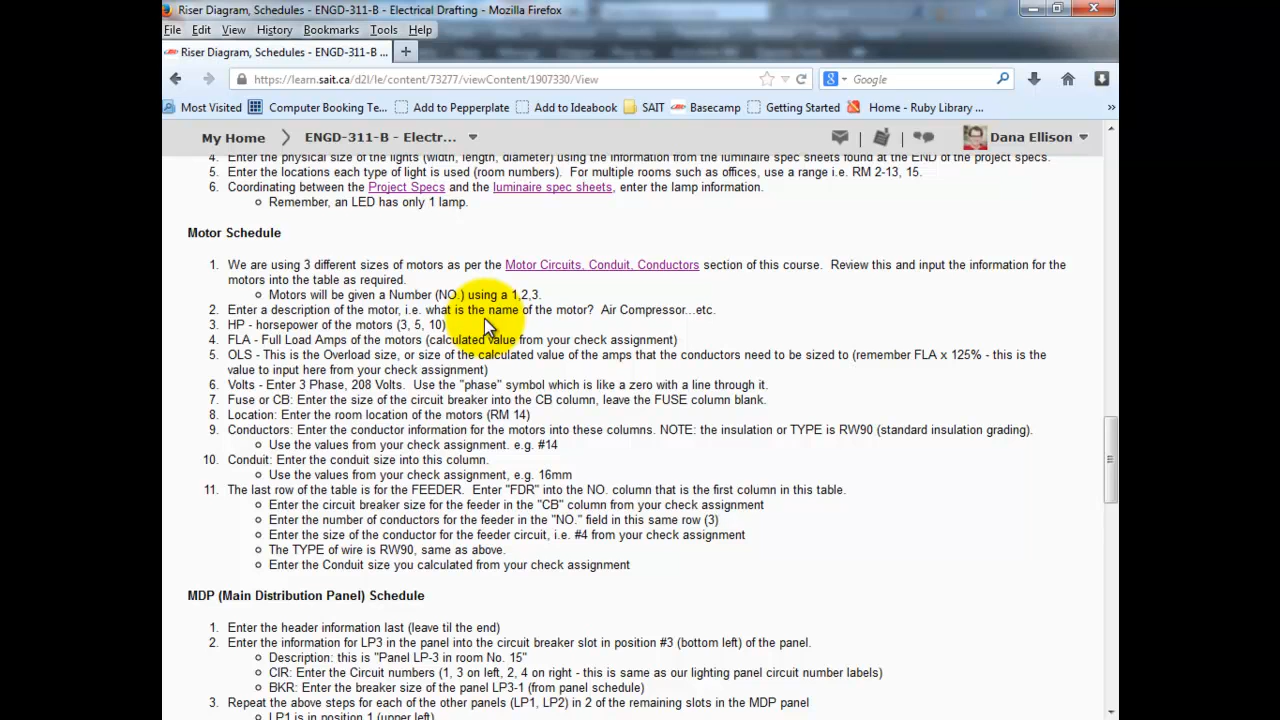 Riser Diagram, Schedules - ENGD-311-B - Electrical Drafting - Mozilla Firefox
File Edit View History Bookmarks Tools Help
Riser Diagram, Schedules - ENGD-311-B ...
https://learn.sait.ca/d2l/le/content/73277/viewContent/1907330/View
Google
Most Visited Computer Booking Te... Add to Pepperplate Add to Ideabook SAIT Basecamp Getting Started Home - Ruby Library ... »
My Home ENGD-311-B - Electr... Dana Ellison
4. Enter the physical size of the lights (width, length, diameter) using the information from the luminaire spec sheets found at the END of the project specs.
5. Enter the locations each type of light is used (room numbers). For multiple rooms such as offices, use a range i.e. RM 2-13, 15.
6. Coordinating between the Project Specs and the luminaire spec sheets, enter the lamp information.
Remember, an LED has only 1 lamp.
Motor Schedule
1. We are using 3 different sizes of motors as per the Motor Circuits, Conduit, Conductors section of this course. Review this and input the information for the
motors into the table as required.
Motors will be given a Number (NO.) using a 1,2,3.
2. Enter a description of the motor, i.e. what is the name of the motor? Air Compressor...etc.
3. HP - horsepower of the motors (3, 5, 10)
4. FLA - Full Load Amps of the motors (calculated value from your check assignment)
5. OLS - This is the Overload size, or size of the calculated value of the amps that the conductors need to be sized to (remember FLA x 125% - this is the
value to input here from your check assignment)
6. Volts - Enter 3 Phase, 208 Volts. Use the "phase" symbol which is like a zero with a line through it.
7. Fuse or CB: Enter the size of the circuit breaker into the CB column, leave the FUSE column blank.
8. Location: Enter the room location of the motors (RM 14)
9. Conductors: Enter the conductor information for the motors into these columns. NOTE: the insulation or TYPE is RW90 (standard insulation grading).
Use the values from your check assignment. e.g. #14
10. Conduit: Enter the conduit size into this column.
Use the values from your check assignment, e.g. 16mm
11. The last row of the table is for the FEEDER. Enter "FDR" into the NO. column that is the first column in this table.
Enter the circuit breaker size for the feeder in the "CB" column from your check assignment
Enter the number of conductors for the feeder in the "NO." field in this same row (3)
Enter the size of the conductor for the feeder circuit, i.e. #4 from your check assignment
The TYPE of wire is RW90, same as above.
Enter the Conduit size you calculated from your check assignment
MDP (Main Distribution Panel) Schedule
1. Enter the header information last (leave til the end)
2. Enter the information for LP3 in the panel into the circuit breaker slot in position #3 (bottom left) of the panel.
Description: this is "Panel LP-3 in room No. 15"
CIR: Enter the Circuit numbers (1, 3 on left, 2, 4 on right - this is same as our lighting panel circuit number labels)
BKR: Enter the breaker size of the panel LP3-1 (from panel schedule)
3. Repeat the above steps for each of the other panels (LP1, LP2) in 2 of the remaining slots in the MDP panel
LP1 is in position 1 (upper left)